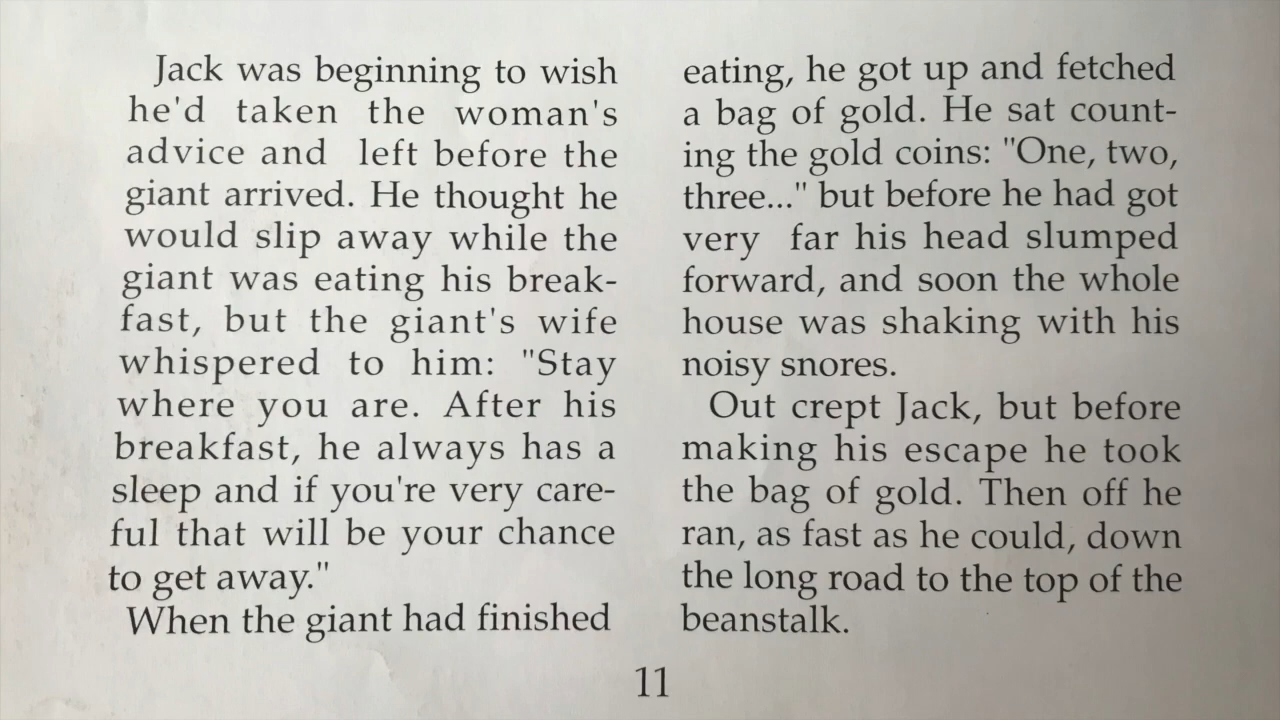 Jack was beginning to wish
he'd taken the woman's
advice and left before the
giant arrived. He thought he
would slip away while the
giant was eating his break-
fast, but the giant's wife
whispered to him: "Stay
where you are. After his
breakfast, he always has a
sleep and if you're very care-
ful that will be your chance
to get away."
When the giant had finished
eating, he got up and fetched
a bag of gold. He sat count-
ing the gold coins: "One, two,
three..." but before he had got
very far his head slumped
forward, and soon the whole
house was shaking with his
noisy snores.
Out crept Jack, but before
making his escape he took
the bag of gold. Then off he
ran, as fast as he could, down
the long road to the top of the
beanstalk.
11